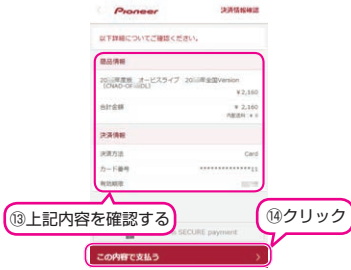 Pioneer 決済情報確認
以下詳細についてご確認ください。
商品情報
年度版 オービスライブ 年全国Version
¥2,160
合計金額 ¥ 2,160
決済情報
決済方法 Card
カード番号 **************11
有効期限
⑬上記内容を確認する
⑭クリック
SECURE payment
この内容で支払う